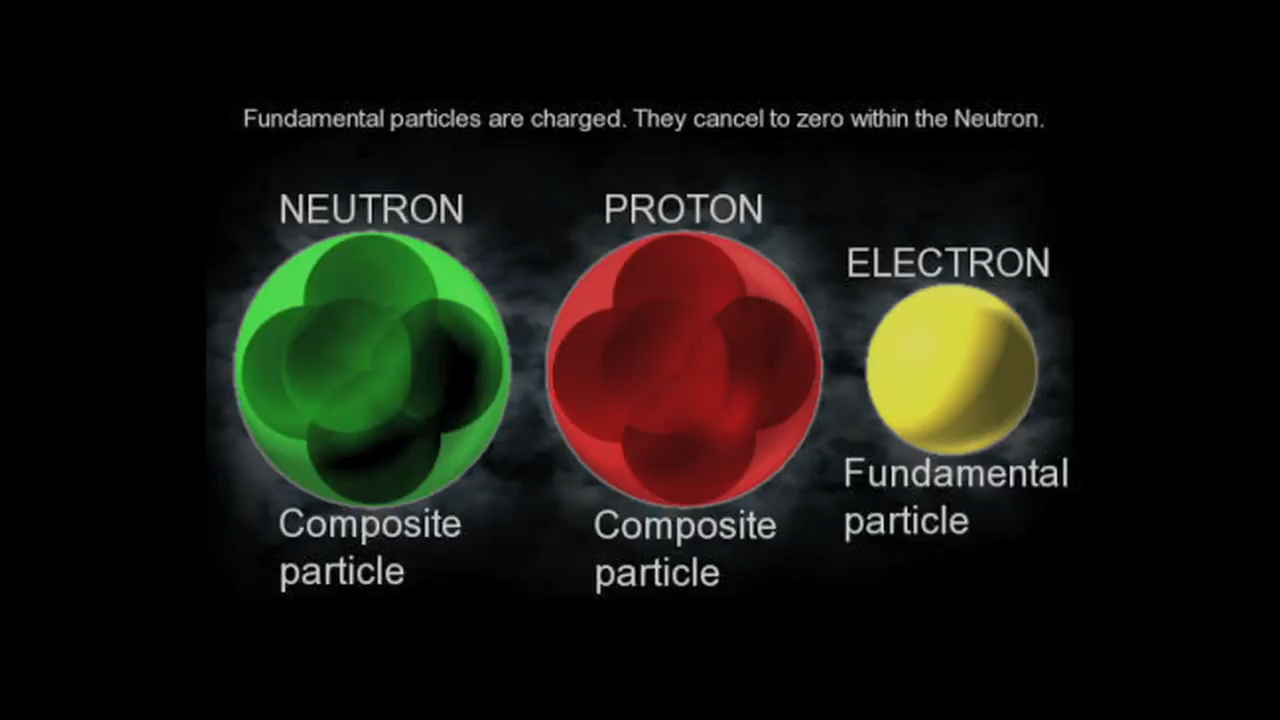 Fundamental particles are charged. They cancel to zero within the Neutron.
NEUTRON
PROTON
ELECTRON
Composite
particle
Composite
particle
Fundamental
particle